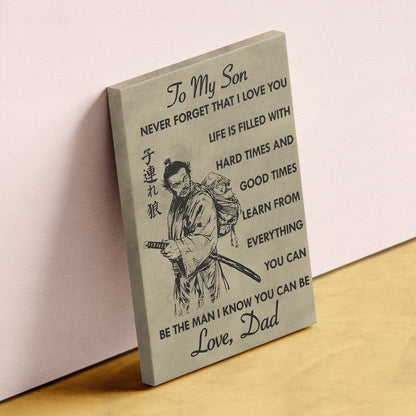 To My Son
NEVER FORGET THAT I LOVE YOU
LIFE IS FILLED WITH
HARD TIMES AND
GOOD TIMES
LEARN FROM
EVERYTHING
YOU CAN
子連れ狼
BE THE MAN I KNOW YOU CAN BE
Love, Dad